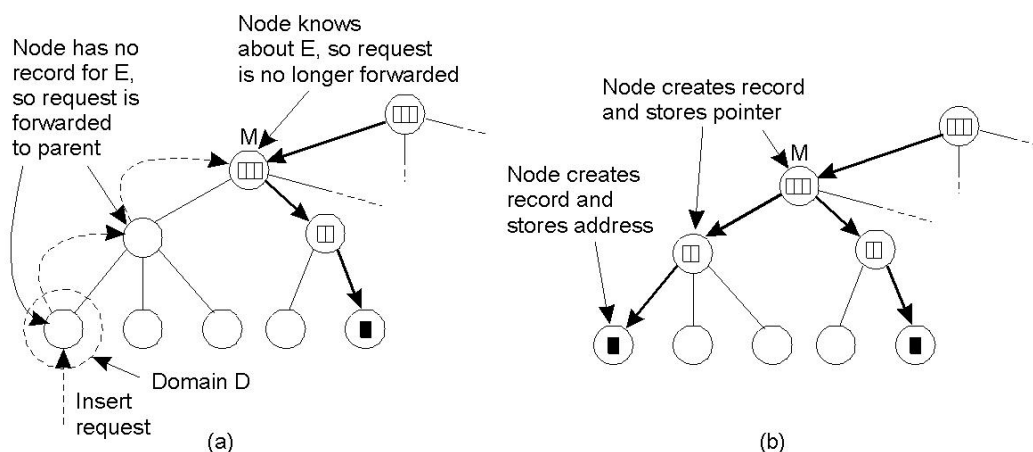 Node has no
record for E,
so request is
forwarded
to parent
Node knows
about E, so request
is no longer forwarded
M
Domain D
Insert
request
(a)
Node creates record
and stores pointer
M
Node creates
record and
stores address
(b)